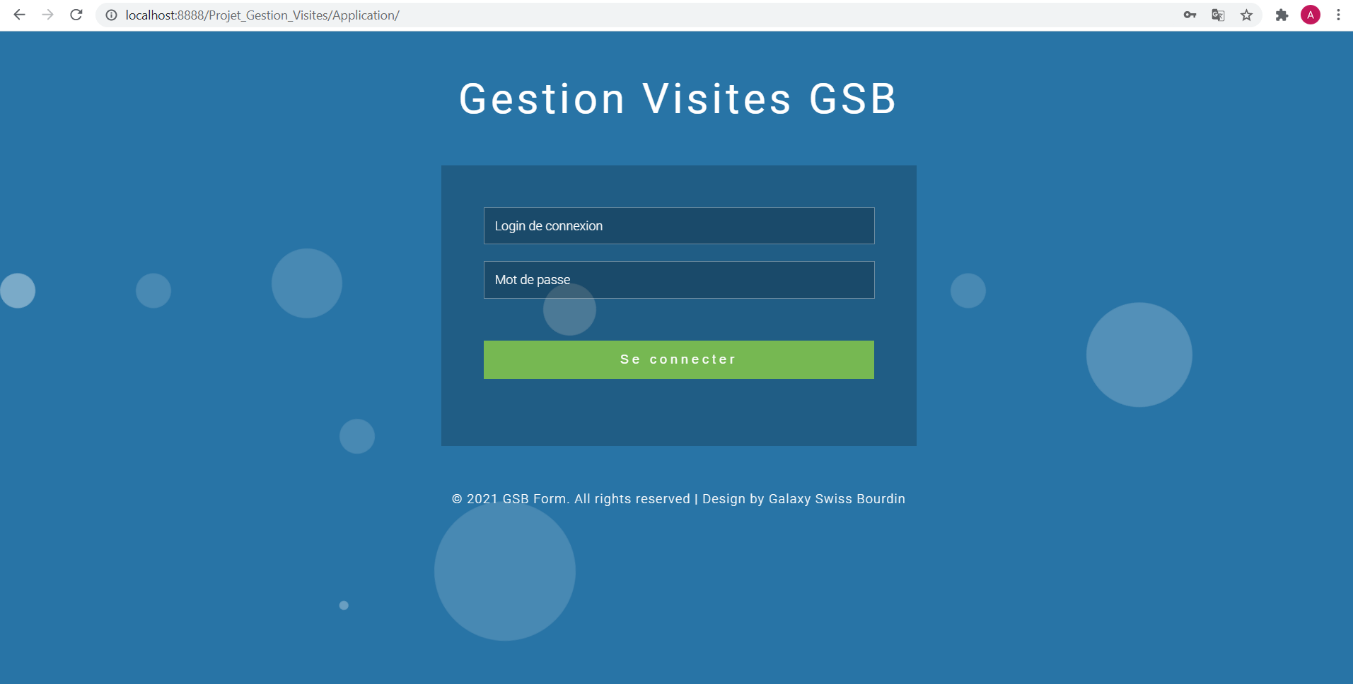 localhost:8888/Projet_Gestion_Visites/Application/
A
Gestion Visites GSB
Login de connexion
Mot de passe
Se connecter
© 2021 GSB Form. All rights reserved | Design by Galaxy Swiss Bourdin